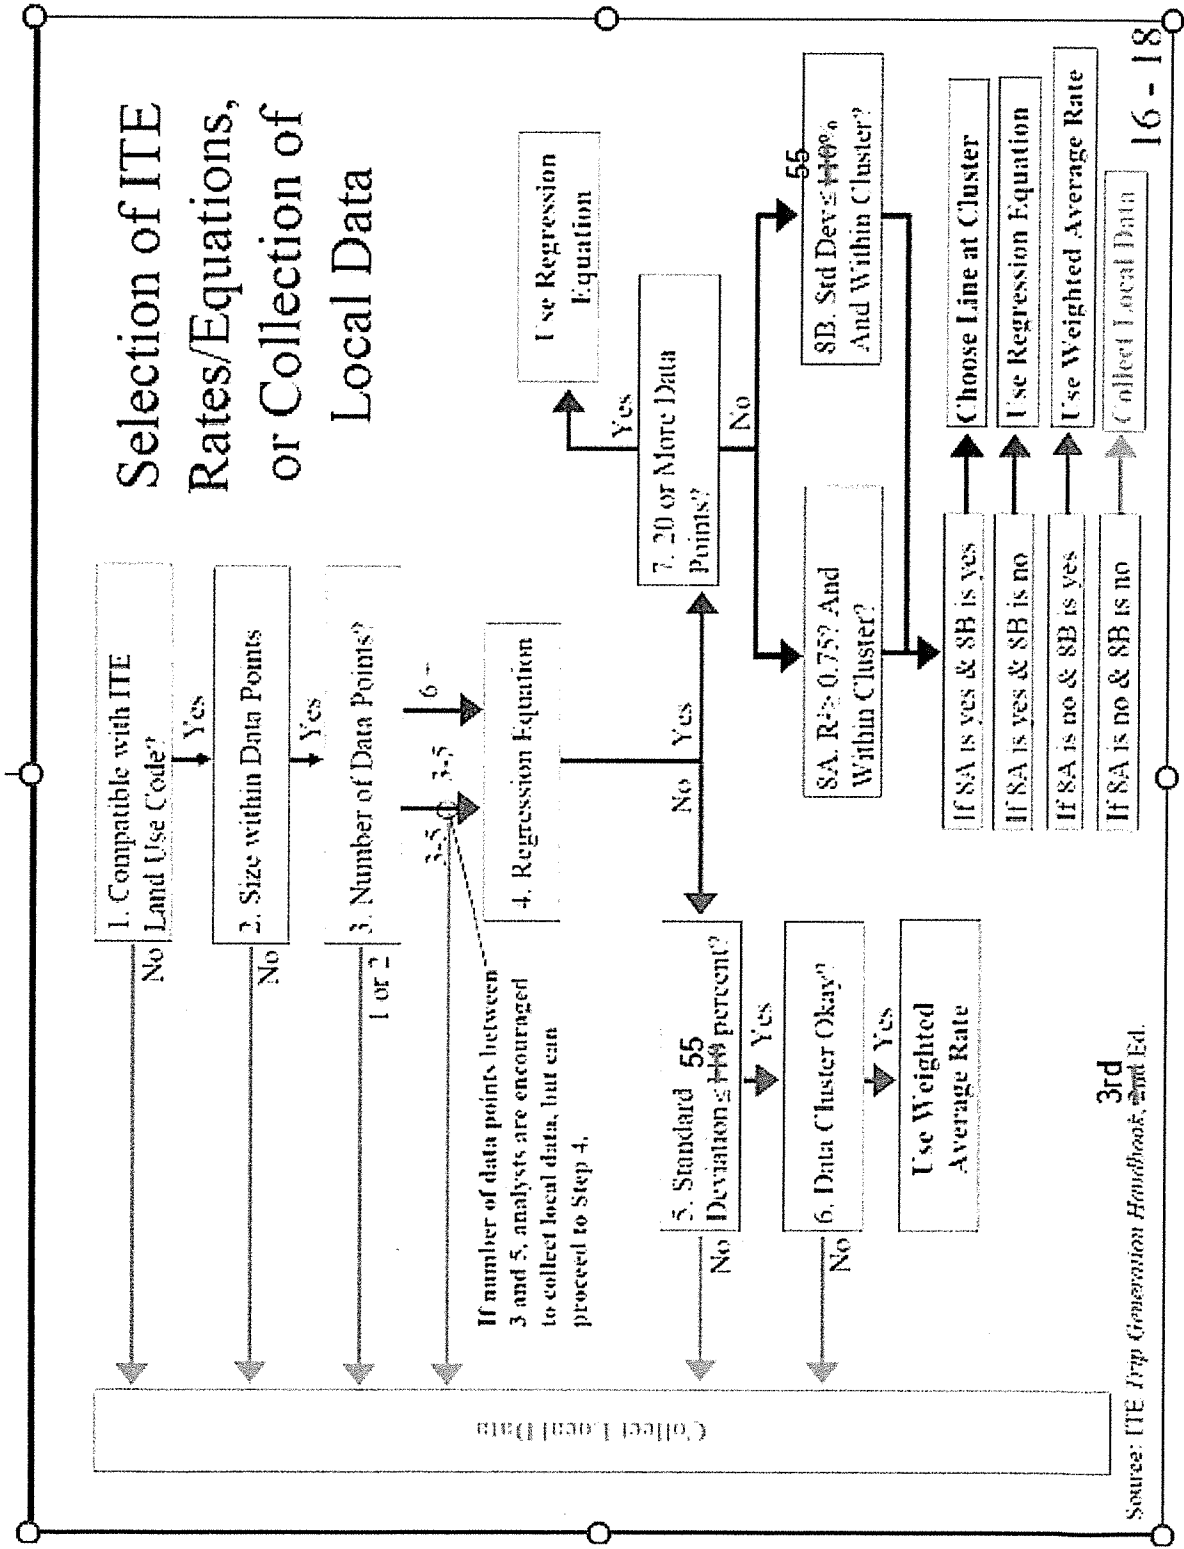 Selection of ITE
Rates/Equations,
or Collection of
Local Data
1. Compatible with ITE
Land Use Code?
No
Yes
2. Size within Data Points
No
Yes
3. Number of Data Points?
1 or 2
3-5
3-5
6 -
4. Regression Equation
If number of data points between
3 and 5, analysts are encouraged
to collect local data, but can
proceed to Step 4.
No
Yes
5. Standard
55
Deviation ≤ 110 percent?
No
Yes
6. Data Cluster Okay?
No
Yes
Use Weighted
Average Rate
7. 20 or More Data
Points?
Yes
Use Regression
Equation
No
8A. R² ≥ 0.75? And
Within Cluster?
55
8B. Std Dev ≤ 110%
And Within Cluster?
If 8A is yes & 8B is yes
Choose Line at Cluster
If 8A is yes & 8B is no
Use Regression Equation
If 8A is no & 8B is yes
Use Weighted Average Rate
If 8A is no & 8B is no
Collect Local Data
Collect Local Data
3rd
Source: ITE Trip Generation Handbook, 2nd Ed.
16 - 18